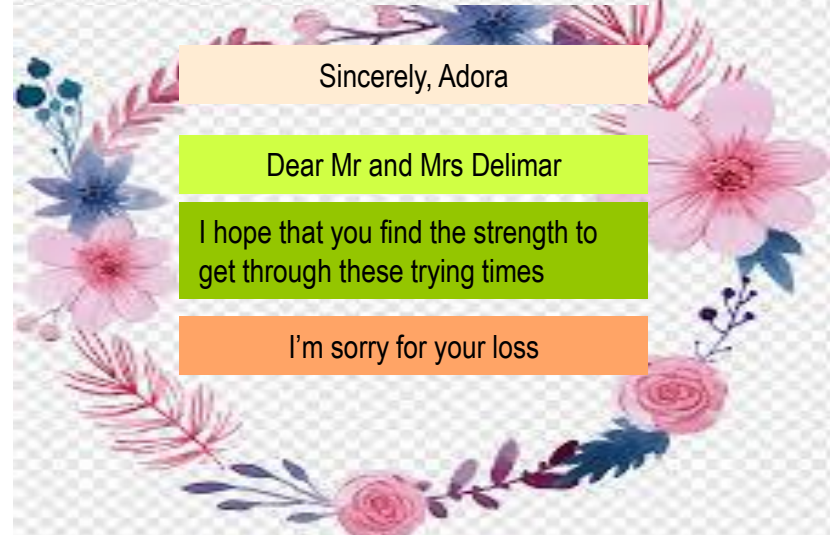 Sincerely, Adora
Dear Mr and Mrs Delimar
I hope that you find the strength to
get through these trying times
I’m sorry for your loss